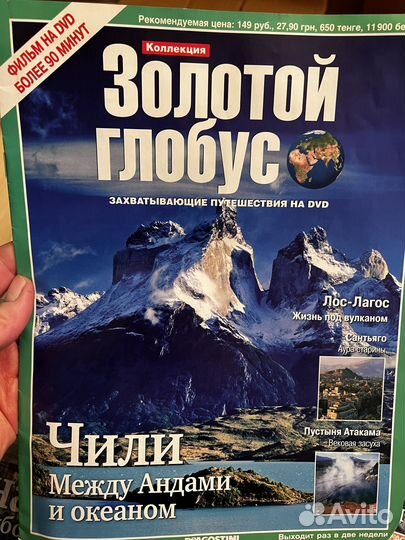 Рекомендуемая цена: 149 руб., 27,90 грн, 650 тенге, 11 900 бе
ФИЛЬМ НА DVD
БОЛЕЕ 90 МИНУТ
Коллекция
Золотой
глобус
ЗАХВАТЫВАЮЩИЕ ПУТЕШЕСТВИЯ НА DVD
Лос-Лагос
Жизнь под вулканом
Сантьяго
Аура старины
Пустыня Атакама
Вековая засуха
Чили
Между Андами
и океаном
DeAGOSTINI
Выходит раз в две недели
Avito